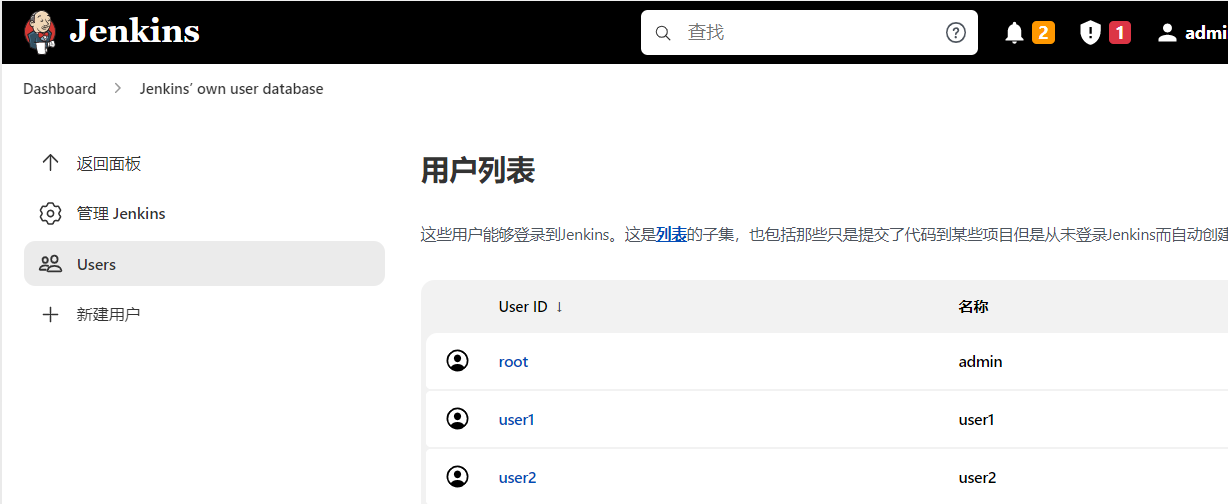 Jenkins
查找
2
1
admi
Dashboard
Jenkins' own user database
返回面板
管理 Jenkins
Users
新建用户
用户列表
这些用户能够登录到Jenkins。这是列表的子集，也包括那些只是提交了代码到某些项目但是从未登录Jenkins而自动创建
User ID ↓
名称
root
admin
user1
user1
user2
user2